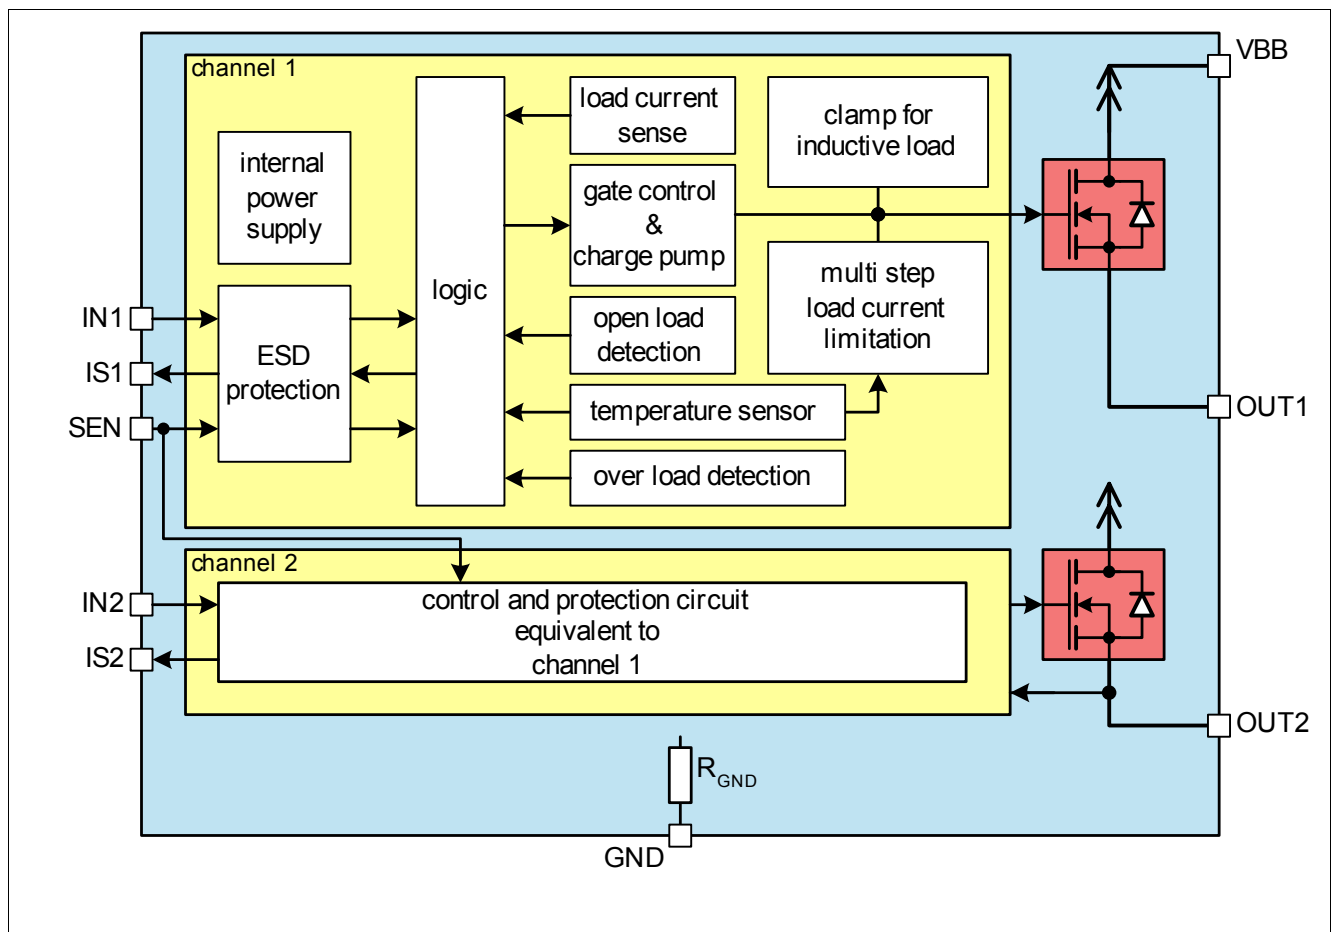 VBB
channel 1
load current
sense
clamp for
inductive load
internal
power
supply
gate control
&
charge pump
logic
multi step
load current
limitation
IN1
open load
detection
ESD
protection
IS1
temperature sensor
OUT1
SEN
over load detection
channel 2
IN2
control and protection circuit
equivalent to
channel 1
IS2
OUT2
RGND
GND